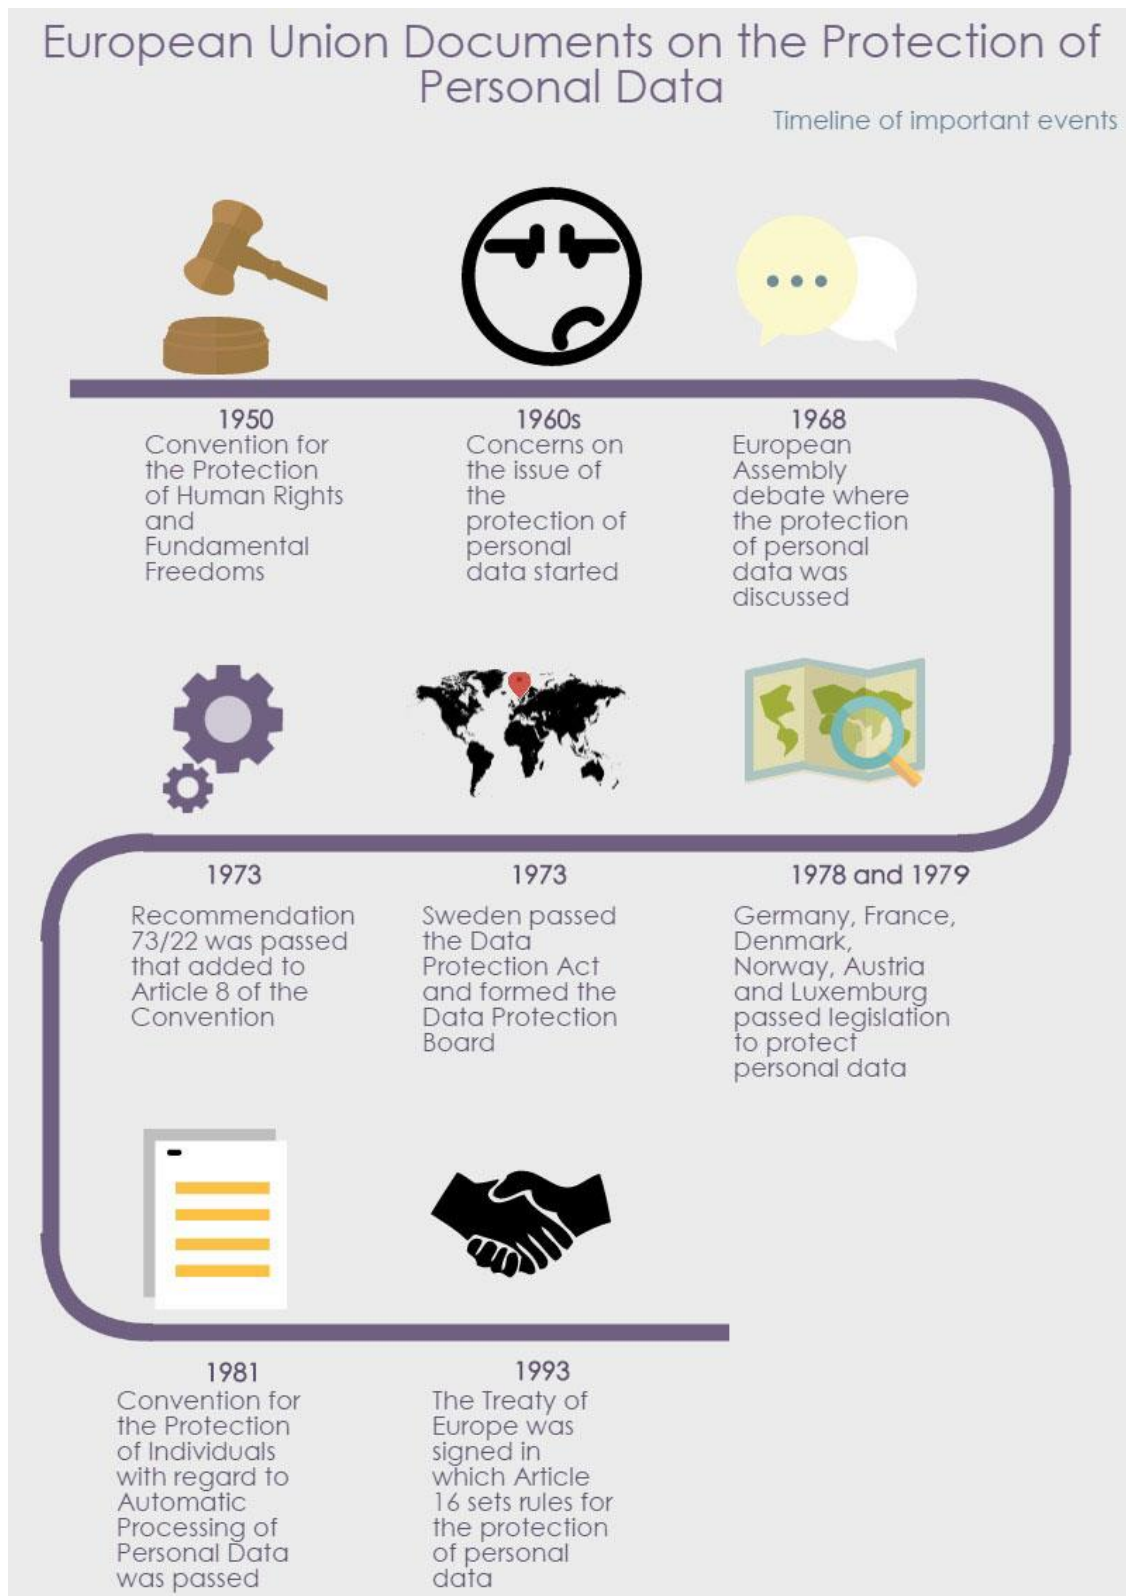 European Union Documents on the Protection of
Personal Data
Timeline of important events
1950
Convention for
the Protection
of Human Rights
and
Fundamental
Freedoms
1960s
Concerns on
the issue of
the
protection of
personal
data started
1968
European
Assembly
debate where
the protection
of personal
data was
discussed
1973
Recommendation
73/22 was passed
that added to
Article 8 of the
Convention
1973
Sweden passed
the Data
Protection Act
and formed the
Data Protection
Board
1978 and 1979
Germany, France,
Denmark,
Norway, Austria
and Luxemburg
passed legislation
to protect
personal data
1981
Convention for
the Protection
of Individuals
with regard to
Automatic
Processing of
Personal Data
was passed
1993
The Treaty of
Europe was
signed in
which Article
16 sets rules for
the protection
of personal
data